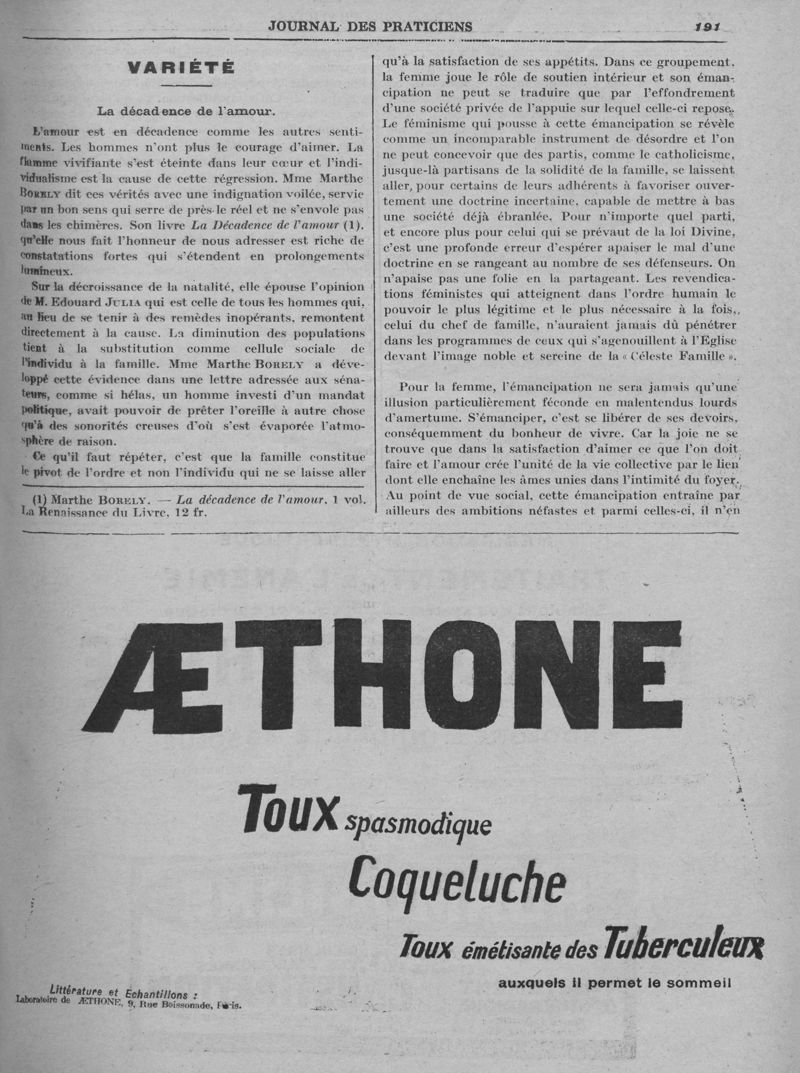 JOURNAL DES PRATICIENS 191
VARIÉTÉ
La décadence de l'amour.
L'amour est en décadence comme les autres senti-
ments. Les hommes n'ont plus le courage d'aimer. La
flamme vivifiante s'est éteinte dans leur cœur et l'indi-
vidualisme est la cause de cette régression. Mme Marthe
BORELY dit ces vérités avec une indignation voilée, servie
par un bon sens qui serre de près le réel et ne s'envole pas
dans les chimères. Son livre La Décadence de l'amour (1).
qu'elle nous fait l'honneur de nous adresser est riche de
constatations fortes qui s'étendent en prolongements
lumineux.
Sur la décroissance de la natalité, elle épouse l'opinion
de M. Edouard JULIA qui est celle de tous les hommes qui,
au lieu de se tenir à des remèdes inopérants, remontent
directement à la cause. La diminution des populations
tient à la substitution comme cellule sociale de
l'individu à la famille. Mme Marthe BORELY a déve-
loppé cette évidence dans une lettre adressée aux séna-
teurs, comme si hélas, un homme investi d'un mandat
politique, avait pouvoir de prêter l'oreille à autre chose
qu'à des sonorités creuses d'où s'est évaporée l'atmo-
sphère de raison.
Ce qu'il faut répéter, c'est que la famille constitue
le pivot de l'ordre et non l'individu qui ne se laisse aller
(1) Marthe BORELY. — La décadence de l'amour, 1 vol.
La Renaissance du Livre, 12 fr.
qu'à la satisfaction de ses appétits. Dans ce groupement,
la femme joue le rôle de soutien intérieur et son éman-
cipation ne peut se traduire que par l'effondrement
d'une société privée de l'appuie sur lequel celle-ci repose.
Le féminisme qui pousse à cette émancipation se révèle
comme un incomparable instrument de désordre et l'on
ne peut concevoir que des partis, comme le catholicisme,
jusque-là partisans de la solidité de la famille, se laissent
aller, pour certains de leurs adhérents à favoriser ouver-
tement une doctrine incertaine, capable de mettre à bas
une société déjà ébranlée. Pour n'importe quel parti,
et encore plus pour celui qui se prévaut de la loi Divine,
c'est une profonde erreur d'espérer apaiser le mal d'une
doctrine en se rangeant au nombre de ses défenseurs. On
n'apaise pas une folie en la partageant. Les revendica-
tions féministes qui atteignent dans l'ordre humain le
pouvoir le plus légitime et le plus nécessaire à la fois,
celui du chef de famille, n'auraient jamais dû pénétrer
dans les programmes de ceux qui s'agenouillent à l'Eglise
devant l'image noble et sereine de la « Céleste Famille ».
Pour la femme, l'émancipation ne sera jamais qu'une
illusion particulièrement féconde en malentendus lourds
d'amertume. S'émanciper, c'est se libérer de ses devoirs,
conséquemment du bonheur de vivre. Car la joie ne se
trouve que dans la satisfaction d'aimer ce que l'on doit
faire et l'amour crée l'unité de la vie collective par le lien
dont elle enchaîne les âmes unies dans l'intimité du foyer.
Au point de vue social, cette émancipation entraîne par
ailleurs des ambitions néfastes et parmi celles-ci, il n'en
ÆTHONE
Toux spasmodique
Coqueluche
Toux émétisante des Tuberculeux
auxquels il permet le sommeil
Littérature et Échantillons :
Laboratoire de ÆTHONE, 9, Rue Boissonade, Paris.